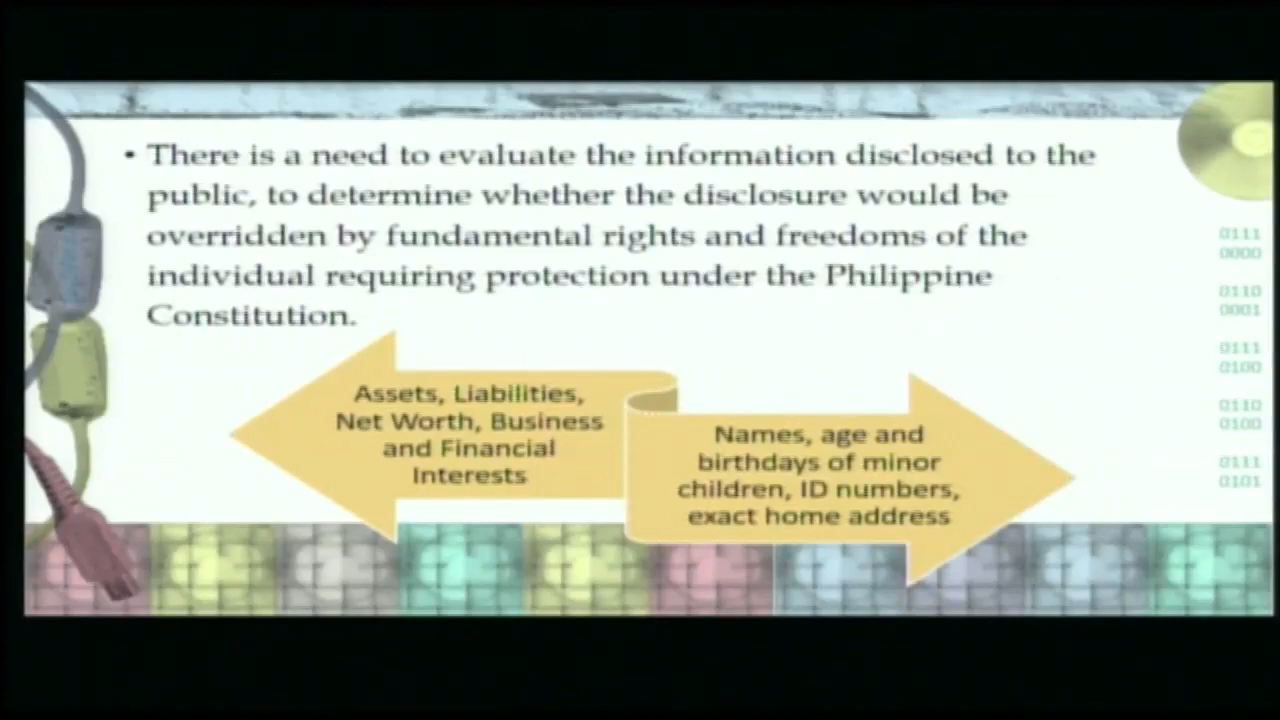 • There is a need to evaluate the information disclosed to the
public, to determine whether the disclosure would be
overridden by fundamental rights and freedoms of the
individual requiring protection under the Philippine
Constitution.
Assets, Liabilities,
Net Worth, Business
and Financial
Interests
Names, age and
birthdays of minor
children, ID numbers,
exact home address
0111
0000
0110
0001
0111
0100
0110
0100
0111
0101